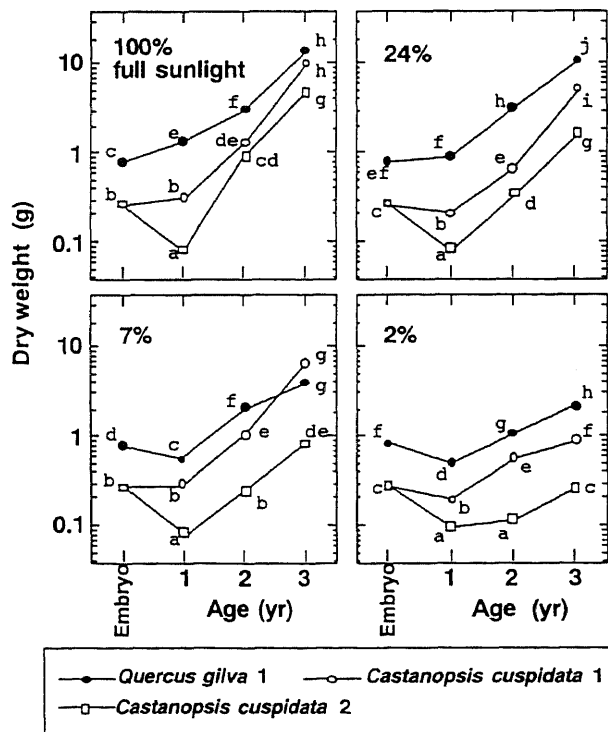 100%
full sunlight
24%
10
1
0.1
h
h
f
g
e
c
de
cd
b
b
a
j
i
h
f
ef
e
g
c
b
d
a
Dry weight (g)
7%
2%
10
1
0.1
g
f
g
d
c
e
de
b
b
b
a
h
g
f
f
d
e
c
b
c
a
a
Embryo
1
2
3
Age (yr)
Embryo
1
2
3
Age (yr)
Quercus gilva 1
Castanopsis cuspidata 1
Castanopsis cuspidata 2